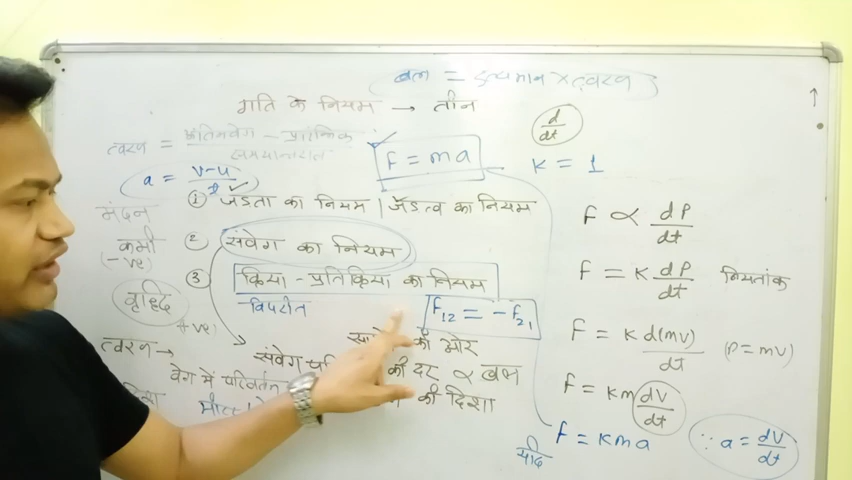 बल = द्रव्यमान × त्वरण
गति के नियम → तीन
त्वरण = अंतिमवेग - प्रारंम्भिक
समयान्तराल
a = v-u
F = ma
d/dt
K = 1
① जड़ता का नियम | जड़त्व का नियम
② संवेग का नियम
③ क्रिया - प्रतिक्रिया का नियम
-विपरीत
F₁₂ = - F₂₁
मंदन
कमी
(-ve)
वृद्धि
(+ve)
त्वरण →
वेग में परिवर्तन
की ओर
संवेग
की दर ∝ बल
की दिशा
F ∝ dP/dt
F = K dP/dt नियतांक
F = K d(mv)/dt (P = mv)
F = Km dV/dt
यदि F = Kma
∵ a = dV/dt